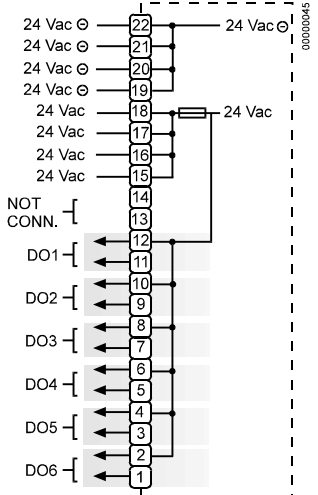 24 Vac ⊖ 22 24 Vac ⊖
24 Vac ⊖ 21
24 Vac ⊖ 20
24 Vac ⊖ 19
24 Vac 18 24 Vac
24 Vac 17
24 Vac 16
24 Vac 15
NOT 14
CONN. 13
12
DO1
11
10
DO2
9
8
DO3
7
6
DO4
5
4
DO5
3
2
DO6
1
00000045